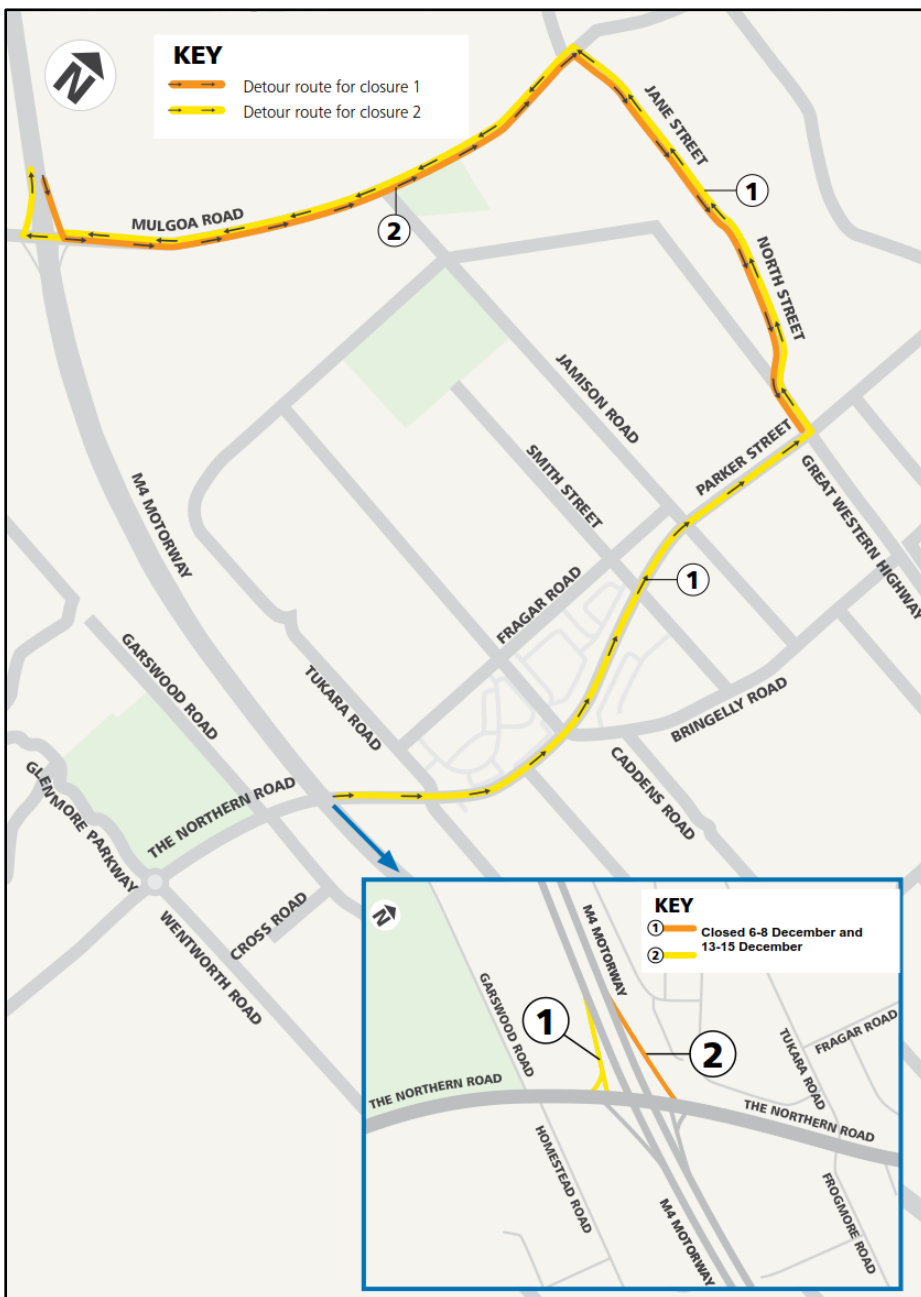 KEY
Detour route for closure 1
Detour route for closure 2
N
JANE STREET
1
MULGOA ROAD
2
NORTH STREET
JAMISON ROAD
PARKER STREET
SMITH STREET
GREAT WESTERN HIGHWAY
M4 MOTORWAY
1
FRAGAR ROAD
GARSWOOD ROAD
TUKARA ROAD
BRINGELLY ROAD
CADDENS ROAD
GLENMORE PARKWAY
THE NORTHERN ROAD
CROSS ROAD
WENTWORTH ROAD
N
KEY
1
Closed 6-8 December and
13-15 December
2
M4 MOTORWAY
GARSWOOD ROAD
1
2
TUKARA ROAD
FRAGAR ROAD
THE NORTHERN ROAD
THE NORTHERN ROAD
HOMESTEAD ROAD
M4 MOTORWAY
FROGMORE ROAD